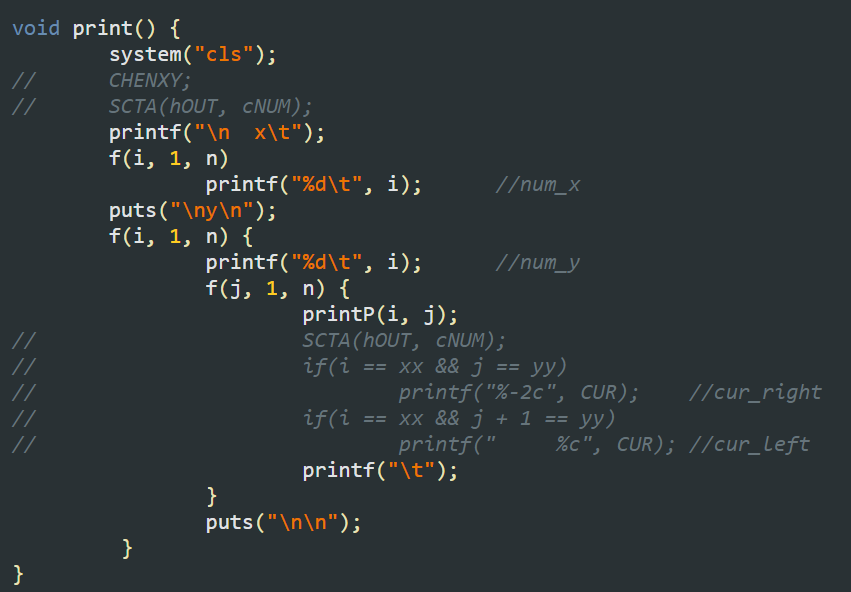 void print() {
        system("cls");
//      CHENXY;
//      SCTA(hOUT, cNUM);
        printf("\n  x\t");
        f(i, 1, n)
                printf("%d\t", i);      //num_x
        puts("\ny\n");
        f(i, 1, n) {
                printf("%d\t", i);      //num_y
                f(j, 1, n) {
                        printP(i, j);
//                      SCTA(hOUT, cNUM);
//                      if(i == xx && j == yy)
//                              printf("%-2c", CUR);    //cur_right
//                      if(i == xx && j + 1 == yy)
//                              printf("     %c", CUR); //cur_left
                        printf("\t");
                }
                puts("\n\n");
         }
}